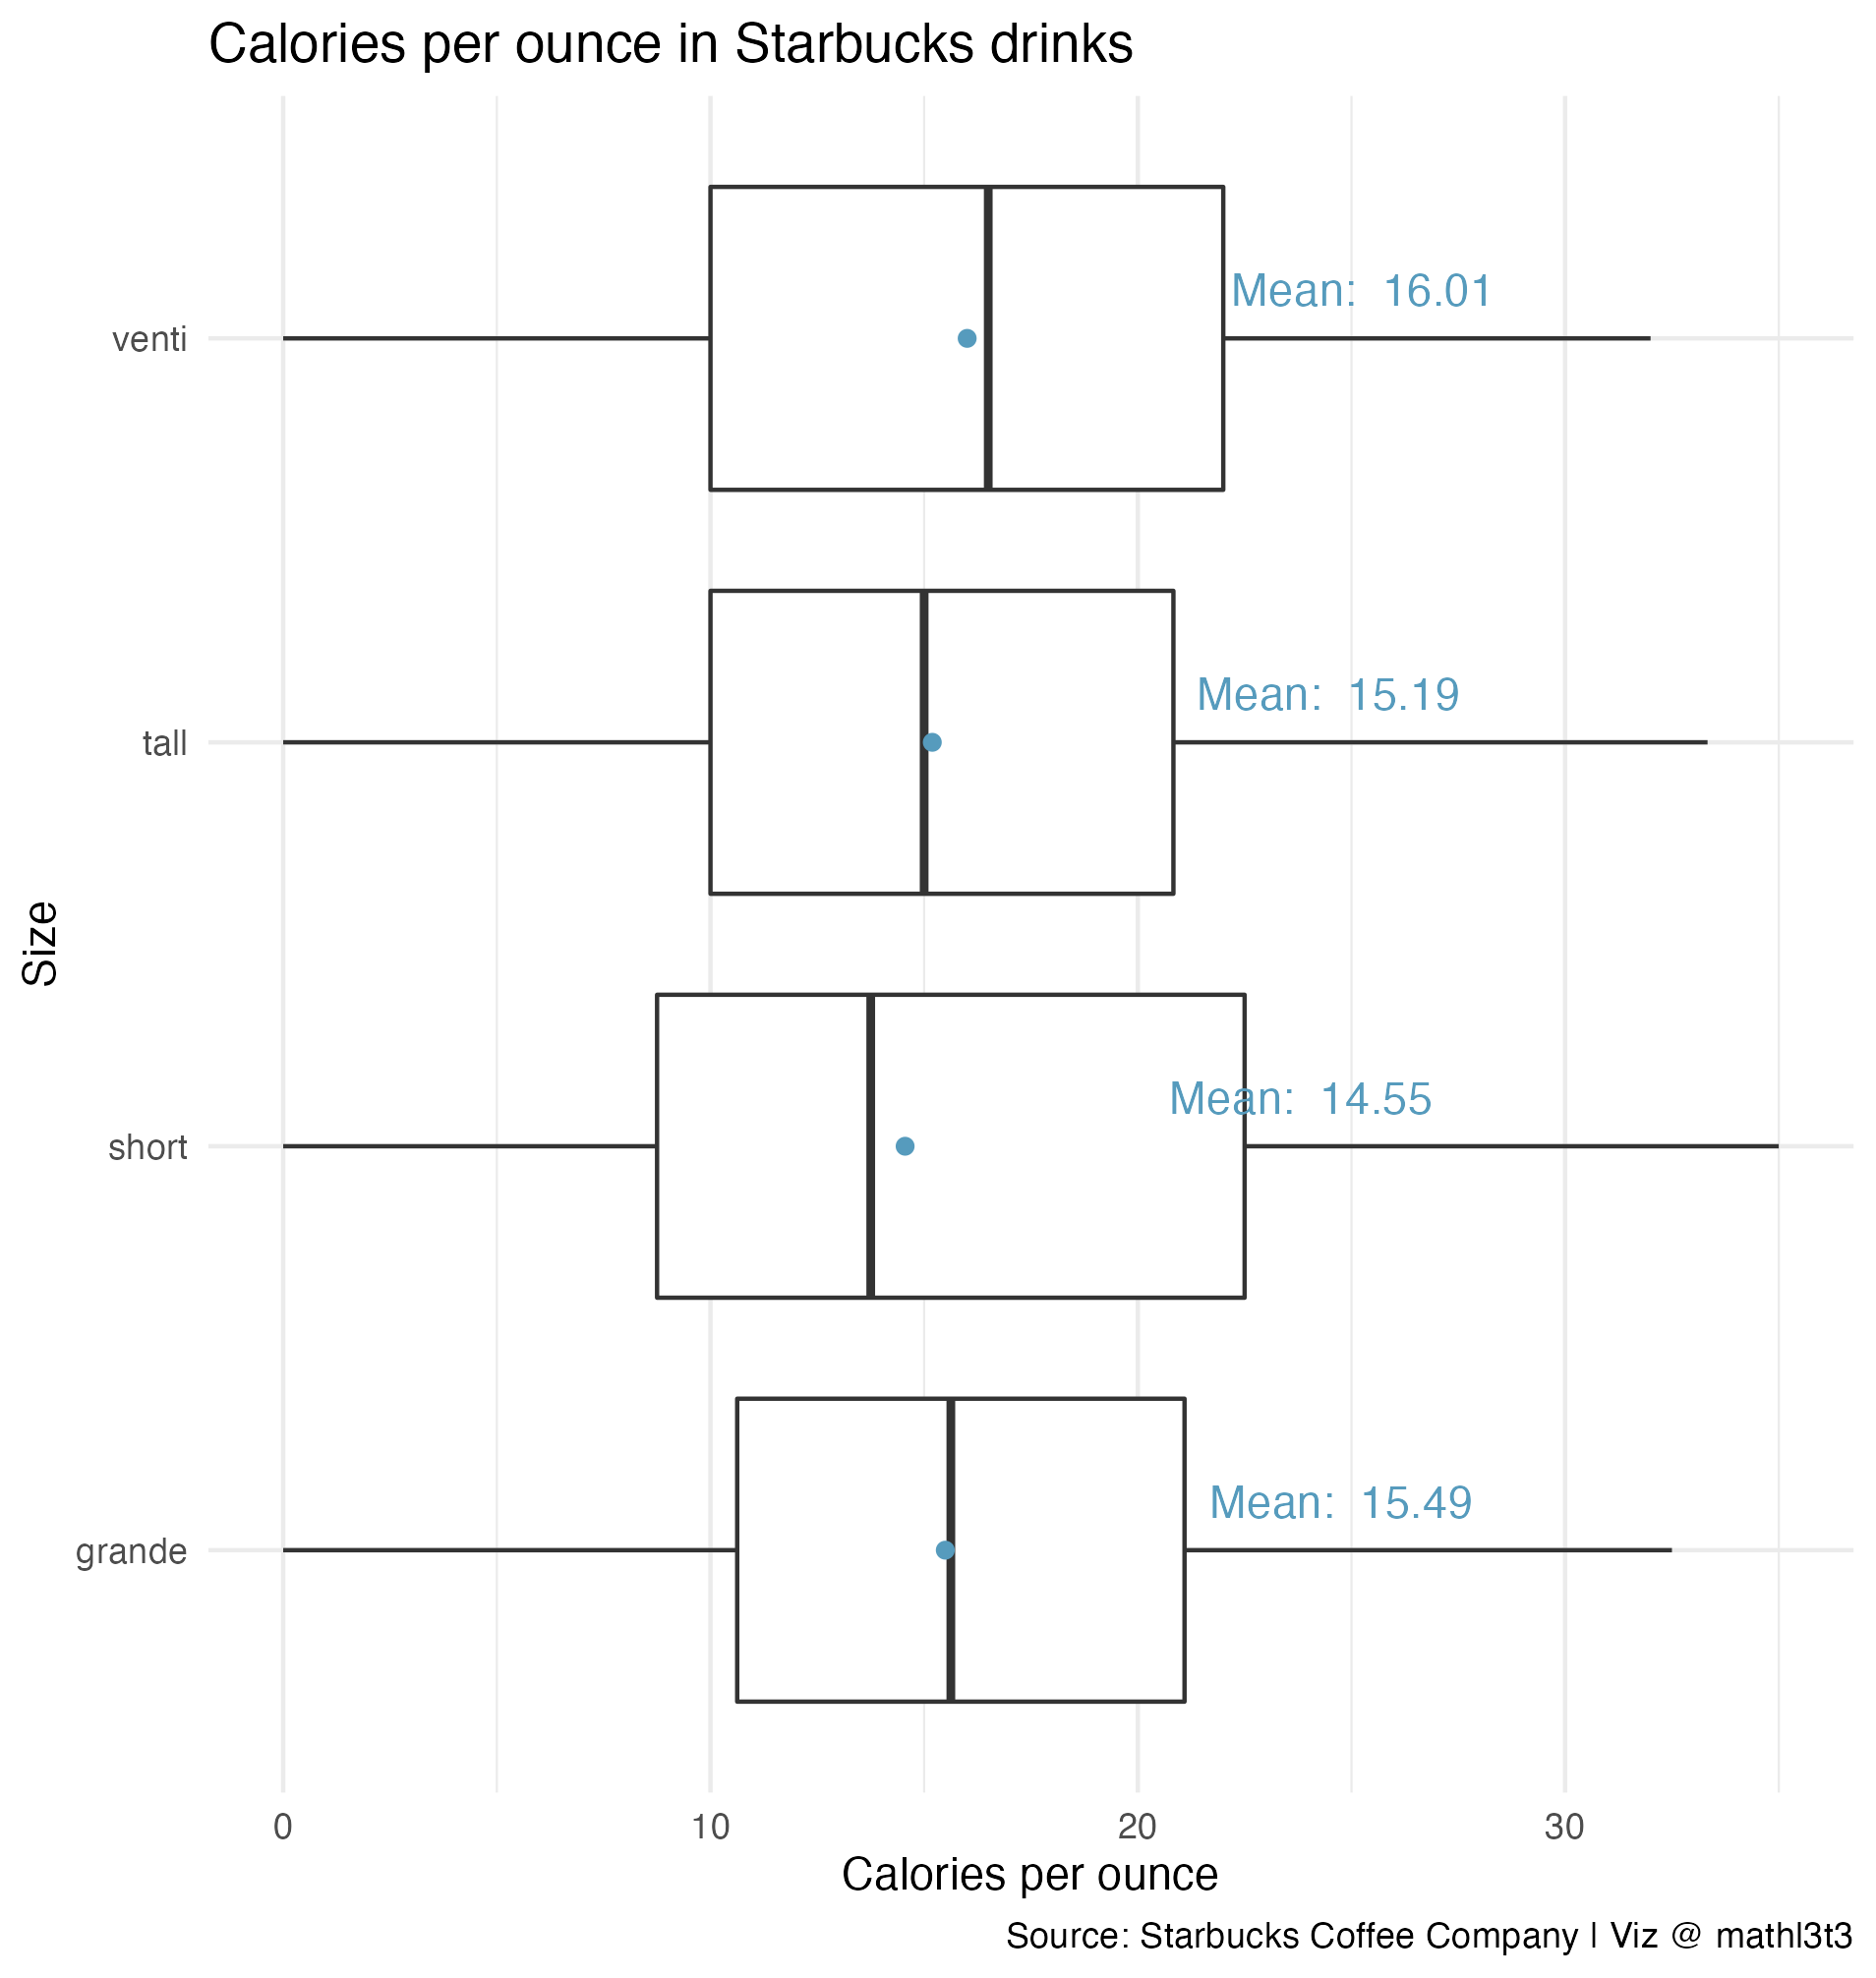 Calories per ounce in Starbucks drinks
Mean: 16.01
venti
Mean: 15.19
tall
Size
Mean: 14.55
short
Mean: 15.49
grande
0 10 20 30
Calories per ounce
Source: Starbucks Coffee Company | Viz @ mathl3t3